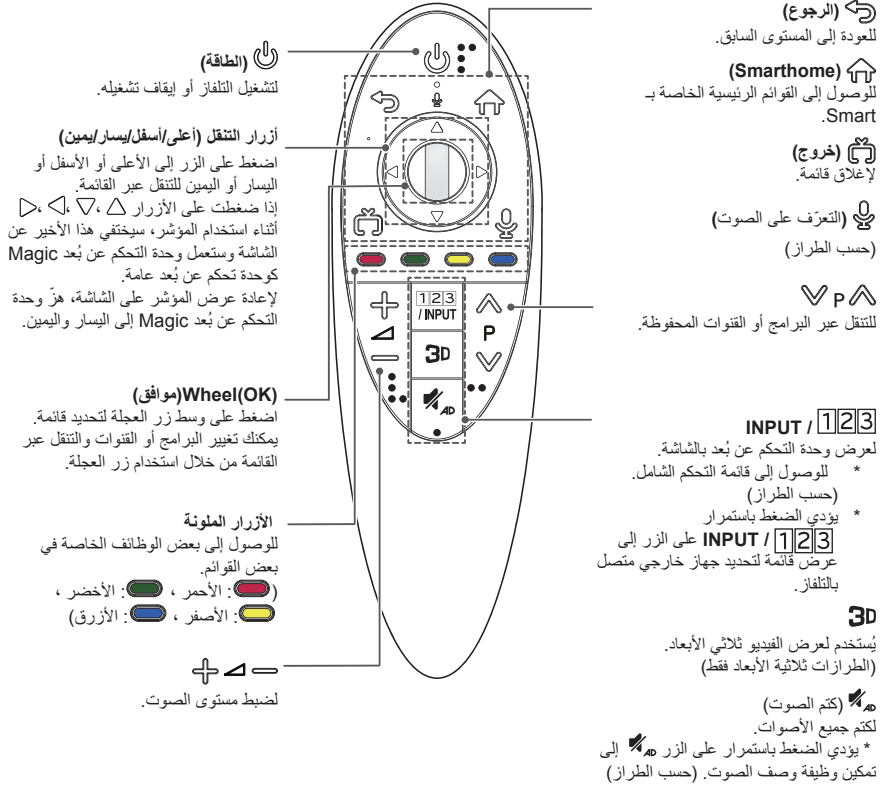 (الرجوع)
للعودة إلى المستوى السابق.
(Smarthome)
للوصول إلى القوائم الرئيسية الخاصة بـ
Smart.
(خروج)
لإغلاق قائمة.
(التعرّف على الصوت)
(حسب الطراز)
P
للتنقل عبر البرامج أو القنوات المحفوظة.
INPUT / 123
لعرض وحدة التحكم عن بُعد بالشاشة.
* للوصول إلى قائمة التحكم الشامل.
(حسب الطراز)
* يؤدي الضغط باستمرار
على الزر INPUT / 123 إلى
عرض قائمة لتحديد جهاز خارجي متصل
بالتلفاز.
3D
يُستخدم لعرض الفيديو ثلاثي الأبعاد.
(الطرازات ثلاثية الأبعاد فقط)
AD (كتم الصوت)
لكتم جميع الأصوات.
* يؤدي الضغط باستمرار على الزر AD إلى
تمكين وظيفة وصف الصوت. (حسب الطراز)
123
/ INPUT
P
3D
AD
(الطاقة)
لتشغيل التلفاز أو إيقاف تشغيله.
أزرار التنقل (أعلى/أسفل/يسار/يمين)
اضغط على الزر إلى الأعلى أو الأسفل أو
اليسار أو اليمين للتنقل عبر القائمة.
إذا ضغطت على الأزرار △ ،▽ ،◁ ،▷
أثناء استخدام المؤشر، سيختفي هذا الأخير عن
الشاشة وستعمل وحدة التحكم عن بُعد Magic
كوحدة تحكم عن بُعد عامة.
لإعادة عرض المؤشر على الشاشة، هزّ وحدة
التحكم عن بُعد Magic إلى اليسار واليمين.
Wheel(OK)(موافق)
اضغط على وسط زر العجلة لتحديد قائمة.
يمكنك تغيير البرامج أو القنوات والتنقل عبر
القائمة من خلال استخدام زر العجلة.
الأزرار الملونة
للوصول إلى بعض الوظائف الخاصة في
بعض القوائم.
( : الأحمر ، : الأخضر ،
: الأصفر ، : الأزرق)
لضبط مستوى الصوت.